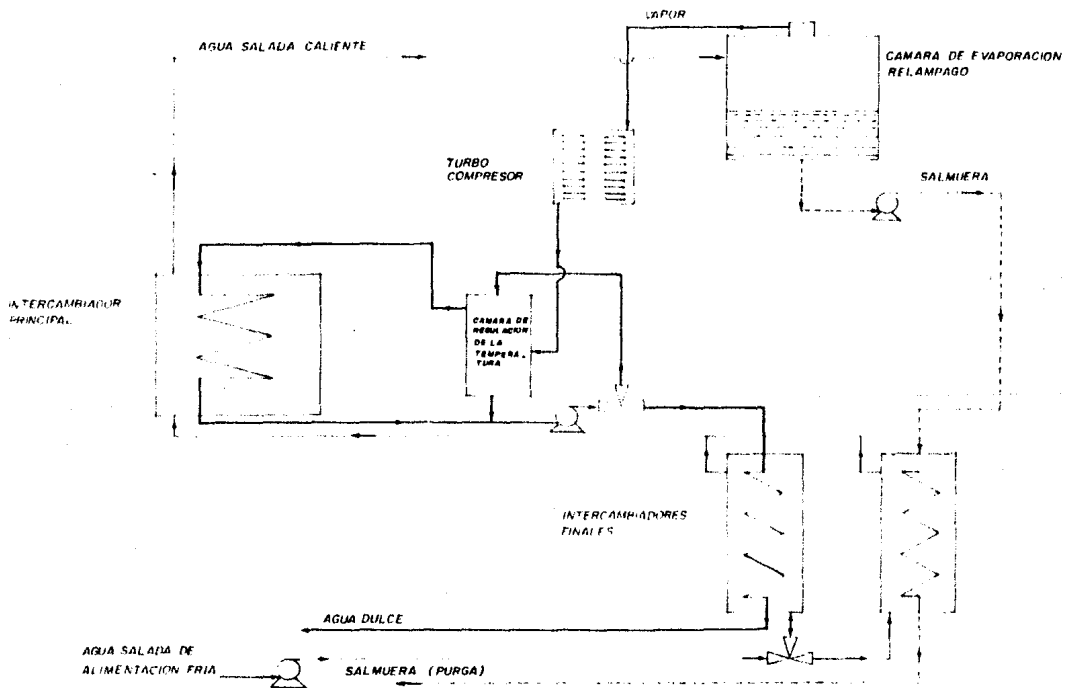 VAPOR
AGUA SALADA CALIENTE
CAMARA DE EVAPORACION
RELAMPAGO
TURBO
COMPRESOR
SALMUERA
INTERCAMBIADOR
PRINCIPAL
CAMARA DE
REGULACION
DE LA
TEMPERA_
TURA
INTERCAMBIADORES
FINALES
AGUA DULCE
AGUA SALADA DE
ALIMENTACION FRIA
SALMUERA (PURGA)